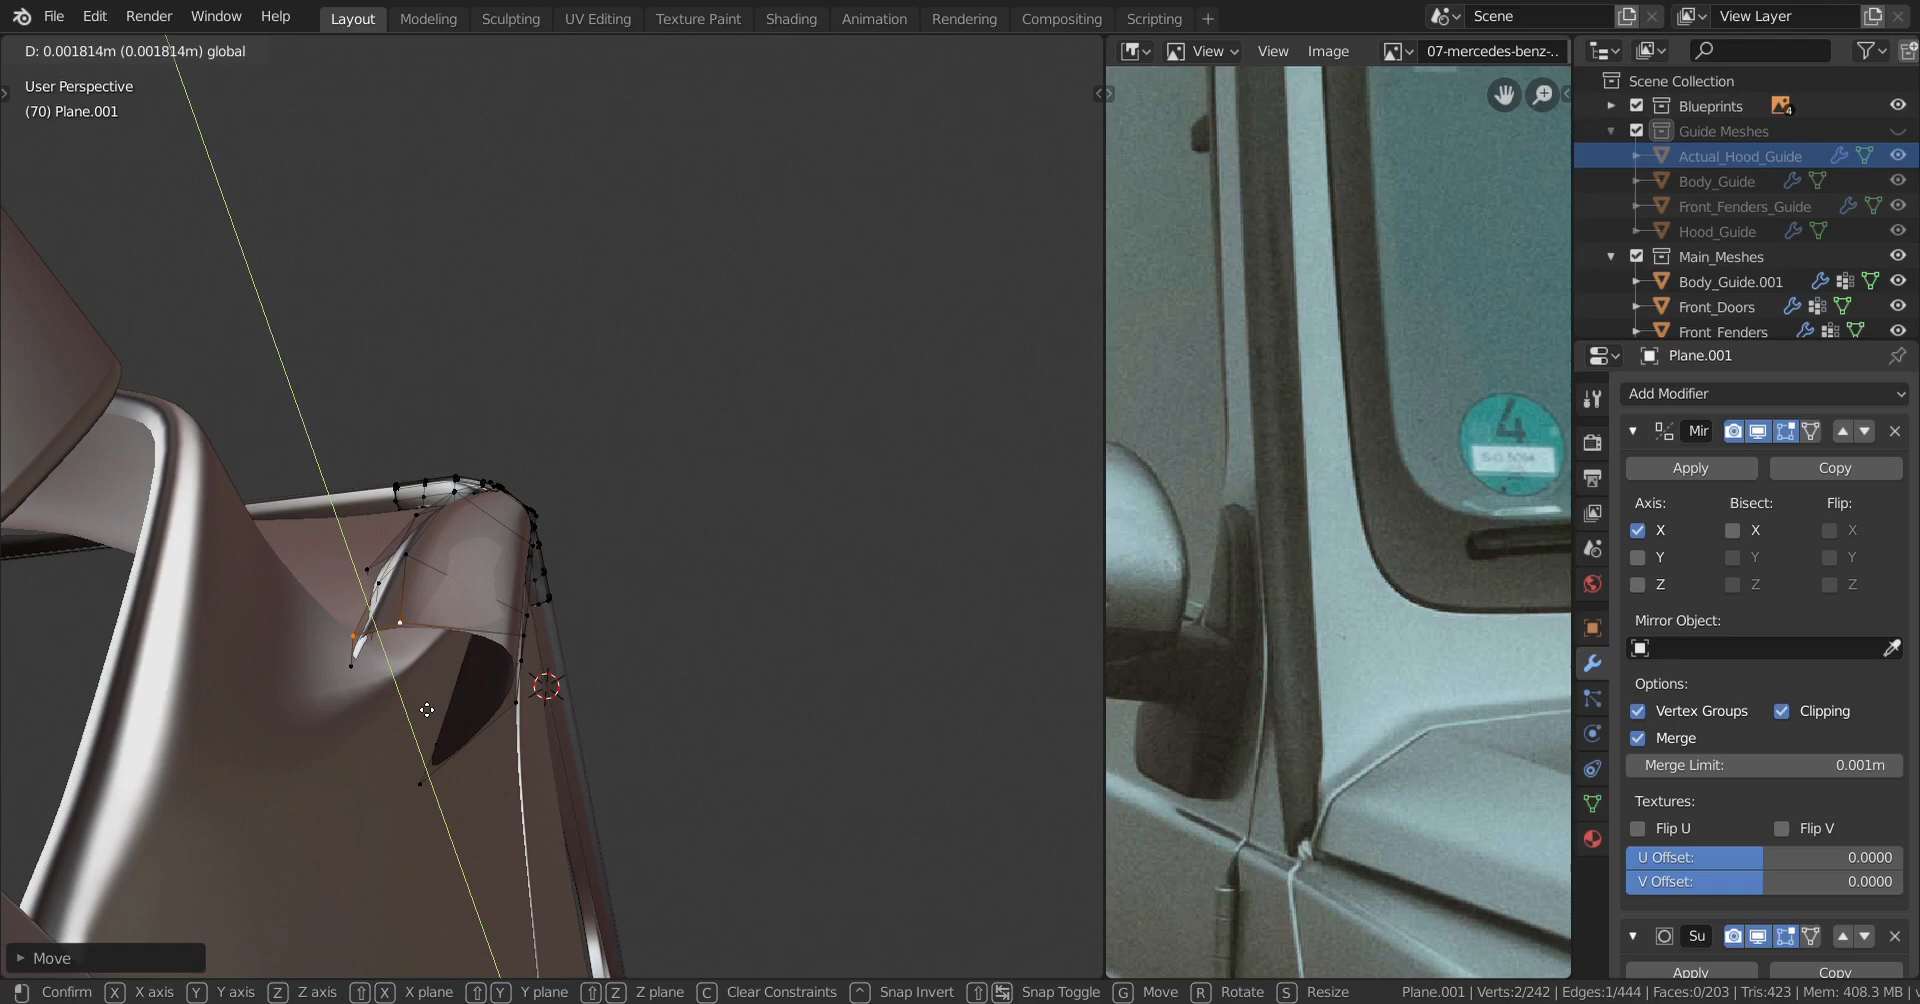 File Edit Render Window Help Layout Modeling Sculpting UV Editing Texture Paint Shading Animation Rendering Compositing Scripting + Scene View Layer
D: 0.001814m (0.001814m) global
User Perspective
(70) Plane.001
View View Image 07-mercedes-benz-..
4
S-GO 5094
Scene Collection
Blueprints 4
Guide Meshes
Actual_Hood_Guide
Body_Guide
Front_Fenders_Guide
Hood_Guide
Main_Meshes
Body_Guide.001
Front_Doors
Front_Fenders
Plane.001
Add Modifier
Mir
Apply Copy
Axis: Bisect: Flip:
X X X
Y Y Y
Z Z Z
Mirror Object:
Options:
Vertex Groups Clipping
Merge
Merge Limit: 0.001m
Textures:
Flip U Flip V
U Offset: 0.0000
V Offset: 0.0000
Su
Apply Copy
Move
Confirm X X axis Y Y axis Z Z axis X X plane Y Y plane Z Z plane C Clear Constraints ^ Snap Invert Snap Toggle G Move R Rotate S Resize Plane.001 | Verts:2/242 | Edges:1/444 | Faces:0/203 | Tris:423 | Mem: 408.3 MB |